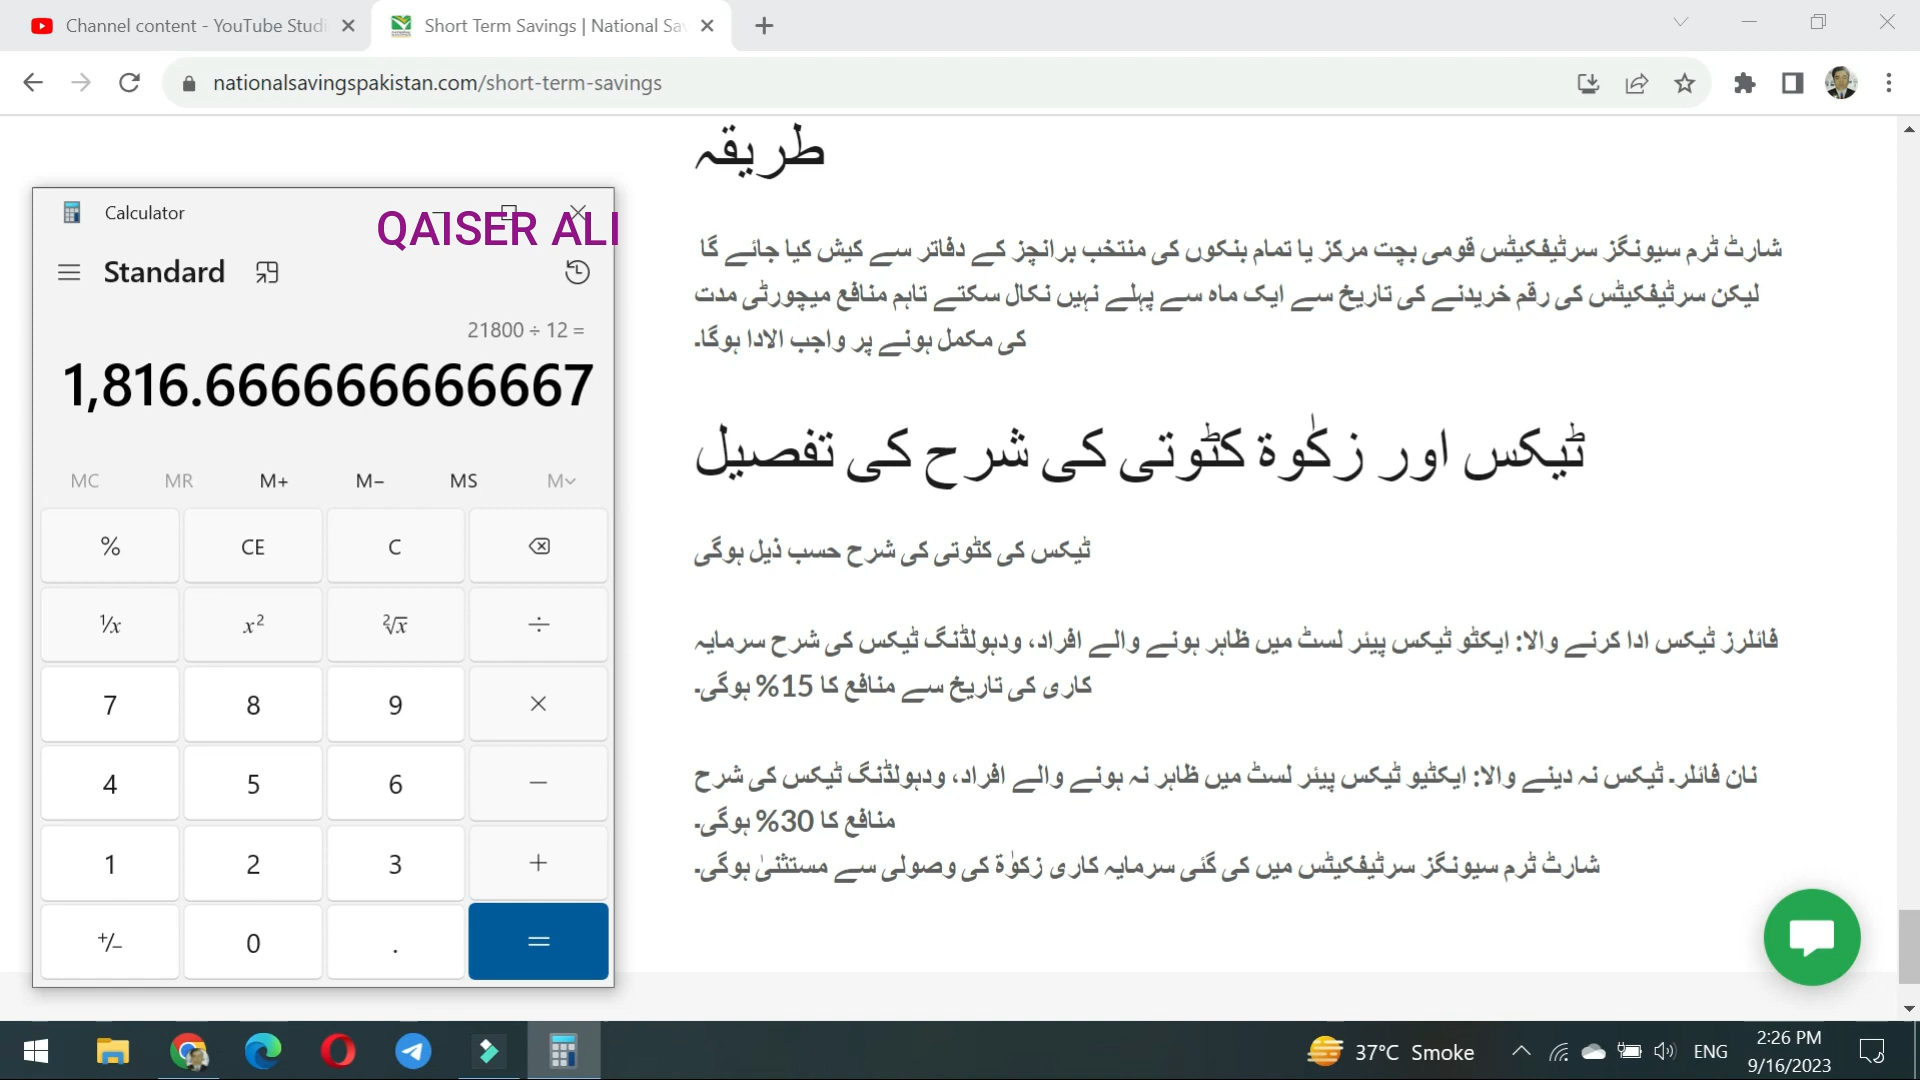 Channel content - YouTube Studi
Short Term Savings | National Sav
nationalsavingspakistan.com/short-term-savings
طریقہ
Calculator
QAISER ALI
Standard
21800 ÷ 12 =
1,816.666666666667
MC MR M+ M− MS M
% CE C
¹/x x² ²√x ÷
7 8 9 ×
4 5 6 −
1 2 3 +
+/− 0 . =
شارٹ ٹرم سیونگز سرٹیفکیٹس قومی بچت مرکز یا تمام بنکوں کی منتخب برانچز کے دفاتر سے کیش کیا جائے گا
لیکن سرٹیفکیٹس کی رقم خریدنے کی تاریخ سے ایک ماہ سے پہلے نہیں نکال سکتے تاہم منافع میچورٹی مدت
کی مکمل ہونے پر واجب الادا ہوگا۔
ٹیکس اور زکٰوۃ کٹوتی کی شرح کی تفصیل
ٹیکس کی کٹوتی کی شرح حسب ذیل ہوگی
فائلرز ٹیکس ادا کرنے والا: ایکٹو ٹیکس پیئر لسٹ میں ظاہر ہونے والے افراد، ودہولڈنگ ٹیکس کی شرح سرمایہ
کاری کی تاریخ سے منافع کا 15% ہوگی۔
نان فائلر۔ ٹیکس نہ دینے والا: ایکٹیو ٹیکس پیئر لسٹ میں ظاہر نہ ہونے والے افراد، ودہولڈنگ ٹیکس کی شرح
منافع کا 30% ہوگی۔
شارٹ ٹرم سیونگز سرٹیفکیٹس میں کی گئی سرمایہ کاری زکوٰۃ کی وصولی سے مستثنیٰ ہوگی۔
37°C Smoke
ENG
2:26 PM
9/16/2023